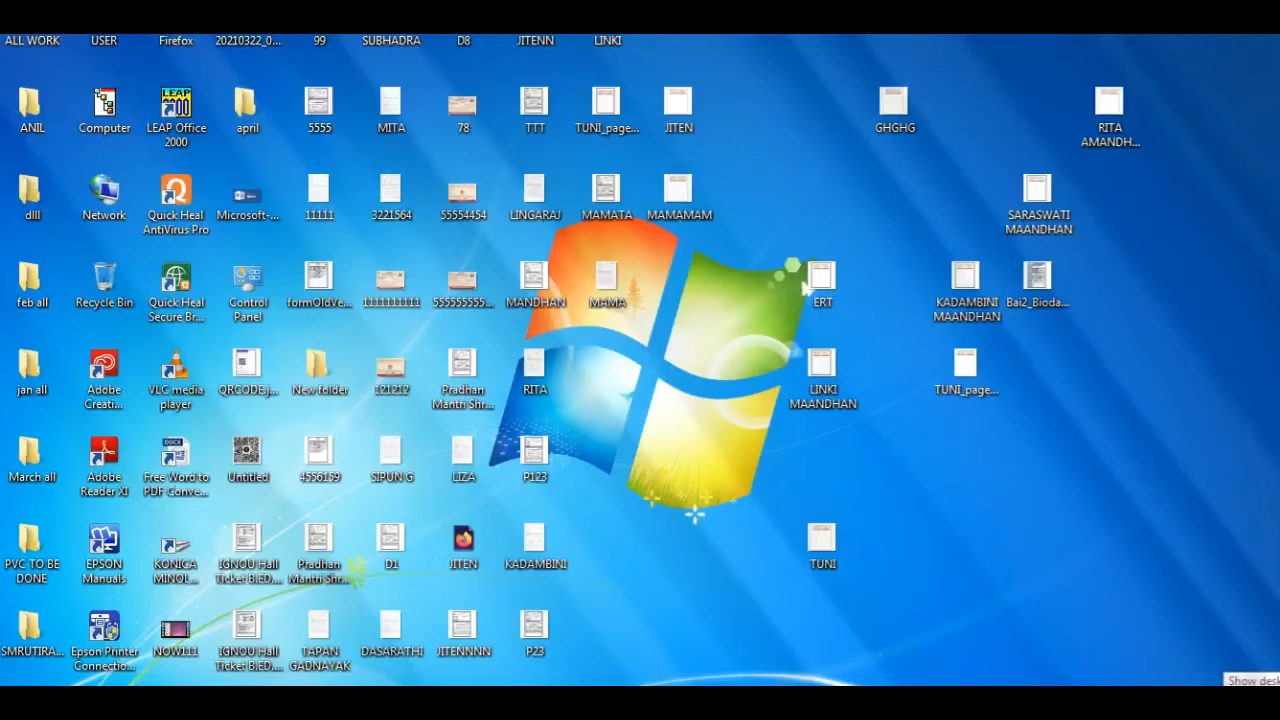 ALL WORK USER Firefox 20210322_0... 99 SUBHADRA D8 JITENN LINKI
ANIL Computer LEAP Office 2000 april 5555 MITA 78 TTT TUNI_page... JITEN GHGHG RITA AMANDH...
dlll Network Quick Heal AntiVirus Pro Microsoft-... 11111 3221564 55554454 LINGARAJ MAMATA MAMAMAM SARASWATI MAANDHAN
feb all Recycle Bin Quick Heal Secure Br... Control Panel formOldVe... 1111111111 555555555... MANDHAN MAMA ERT KADAMBINI MAANDHAN Bai2_Bioda...
jan all Adobe Creati... VLC media player QRCODE.j... New folder 121212 Pradhan Mantri Shr... RITA LINKI MAANDHAN TUNI_page...
March all Adobe Reader XI Free Word to PDF Conve... Untitled 4556159 SIPUN G LIZA P123
PVC TO BE DONE EPSON Manuals KONICA MINOL... IGNOU Hall Ticket BIED.... Pradhan Mantri Shr... D1 JITEN KADAMBINI TUNI
SMRUTIRA... Epson Printer Connectio... NOW111 IGNOU Hall Ticket BIED.... TAPAN GADNAYAK DASARATHI JITENNNN P23
Show desk